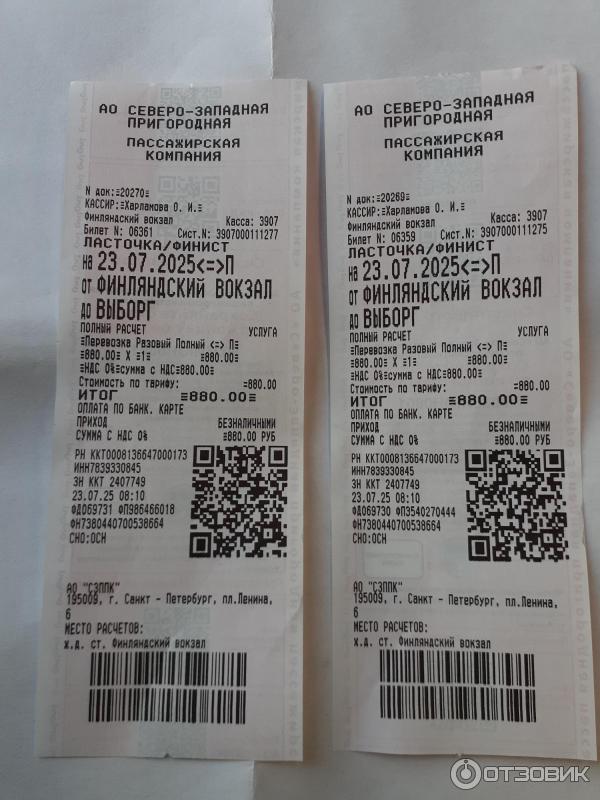 АО СЕВЕРО-ЗАПАДНАЯ
ПРИГОРОДНАЯ
ПАССАЖИРСКАЯ
КОМПАНИЯ
N док:≡20270≡
КАССИР:≡Харламова О. И.≡
Финляндский вокзал Касса: 3907
Билет N: 06361 Сист.N: 3907000111277
ЛАСТОЧКА/ФИНИСТ
на 23.07.2025<=>П
от ФИНЛЯНДСКИЙ ВОКЗАЛ
до ВЫБОРГ
ПОЛНЫЙ РАСЧЕТ УСЛУГА
≡Перевозка Разовый Полный <=> П≡
≡880.00≡ X ≡1≡ ≡880.00≡
≡НДС 0%≡сумма с НДС≡880.00≡
Стоимость по тарифу: ≡880.00
ИТОГ ≡880.00≡
ОПЛАТА ПО БАНК. КАРТЕ
ПРИХОД БЕЗНАЛИЧНЫМИ
СУММА С НДС 0% ≡880.00 РУБ
РН ККТ0008136647000173
ИНН7839330845
ЗН ККТ 2407749
23.07.25 08:10
ФД069731 ФП986466018
ФН7380440700538664
СНО:ОСН
АО "СЗППК"
195009, г. Санкт - Петербург, пл.Ленина,
6
МЕСТО РАСЧЕТОВ:
ж.д. ст. Финляндский вокзал
АО СЕВЕРО-ЗАПАДНАЯ
ПРИГОРОДНАЯ
ПАССАЖИРСКАЯ
КОМПАНИЯ
N док:≡20269≡
КАССИР:≡Харламова О. И.≡
Финляндский вокзал Касса: 3907
Билет N: 06359 Сист.N: 3907000111275
ЛАСТОЧКА/ФИНИСТ
на 23.07.2025<=>П
от ФИНЛЯНДСКИЙ ВОКЗАЛ
до ВЫБОРГ
ПОЛНЫЙ РАСЧЕТ УСЛУГА
≡Перевозка Разовый Полный <=> П≡
≡880.00≡ X ≡1≡ ≡880.00≡
≡НДС 0%≡сумма с НДС≡880.00≡
Стоимость по тарифу: ≡880.00
ИТОГ ≡880.00≡
ОПЛАТА ПО БАНК. КАРТЕ
ПРИХОД БЕЗНАЛИЧНЫМИ
СУММА С НДС 0% ≡880.00 РУБ
РН ККТ0008136647000173
ИНН7839330845
ЗН ККТ 2407749
23.07.25 08:10
ФД069730 ФП3540270444
ФН7380440700538664
СНО:ОСН
АО "СЗППК"
195009, г. Санкт - Петербург, пл.Ленина,
6
МЕСТО РАСЧЕТОВ:
ж.д. ст. Финляндский вокзал
ОТЗОВИК